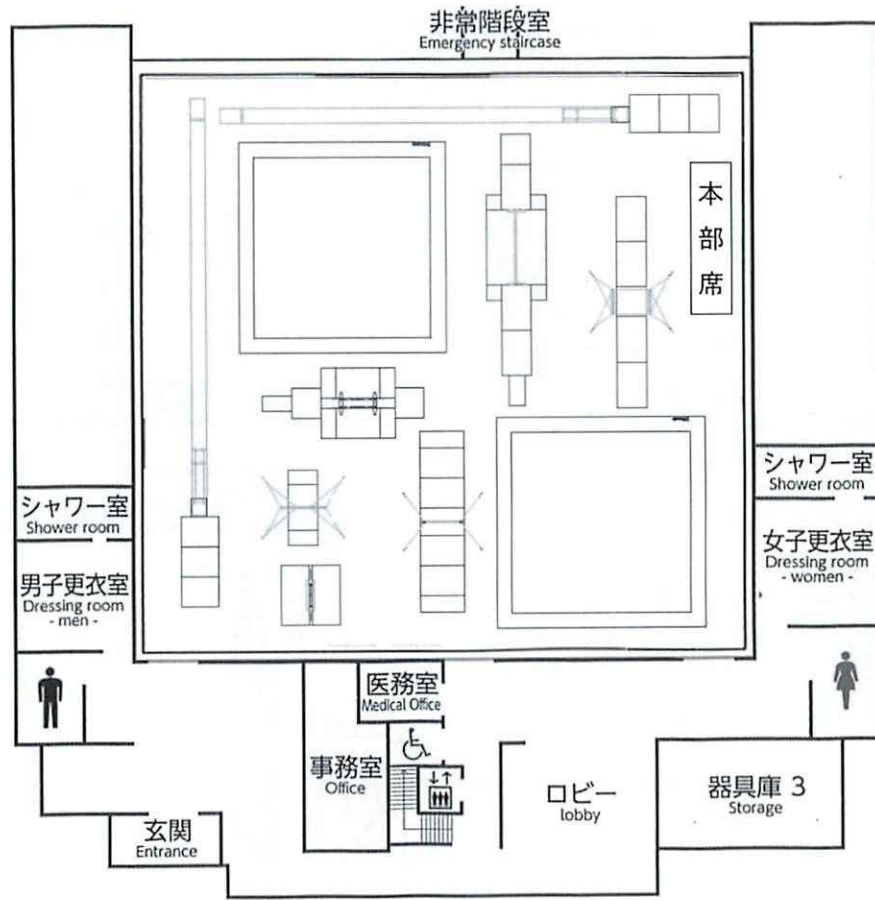 非常階段室
Emergency staircase
本部席
シャワー室
Shower room
シャワー室
Shower room
男子更衣室
Dressing room
- men -
女子更衣室
Dressing room
- women -
医務室
Medical Office
事務室
Office
ロビー
lobby
器具庫 3
Storage
玄関
Entrance